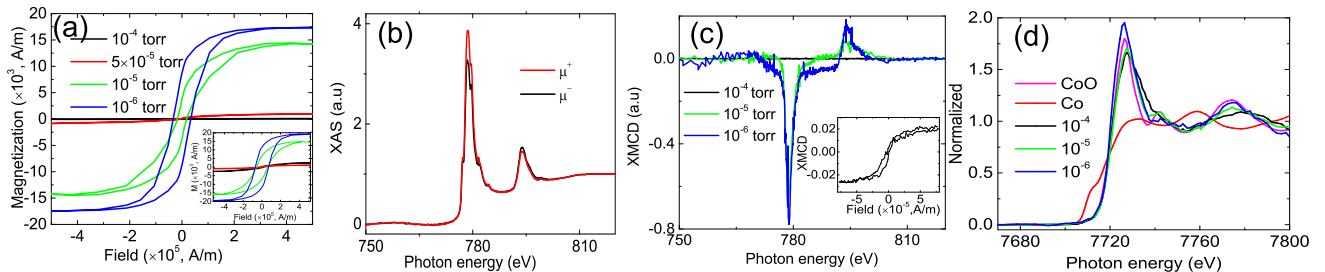 (a)
Magnetization (×10³, A/m)
20
15
10
5
0
-5
-10
-15
-20
10⁻⁴ torr
5×10⁻⁵ torr
10⁻⁵ torr
10⁻⁶ torr
M (×10³, A/m)
20
15
10
5
0
-5
-10
-15
-20
-4 -2 0 2 4
Field (×10⁵, A/m)
-4 -2 0 2 4
Field (×10⁵, A/m)
(b)
XAS (a.u)
4
2
0
μ⁺
μ⁻
750 780 810
Photon energy (eV)
(c)
XMCD (a.u)
0.0
-0.4
-0.8
10⁻⁴ torr
10⁻⁵ torr
10⁻⁶ torr
XMCD
0.02
0.00
-0.02
-5 0 5
Field (×10⁻⁵,A/m)
750 780 810
Photon energy (eV)
(d)
Normalized
2.0
1.5
1.0
0.5
0.0
CoO
Co
10⁻⁴
10⁻⁵
10⁻⁶
7680 7720 7760 7800
Photon energy (eV)